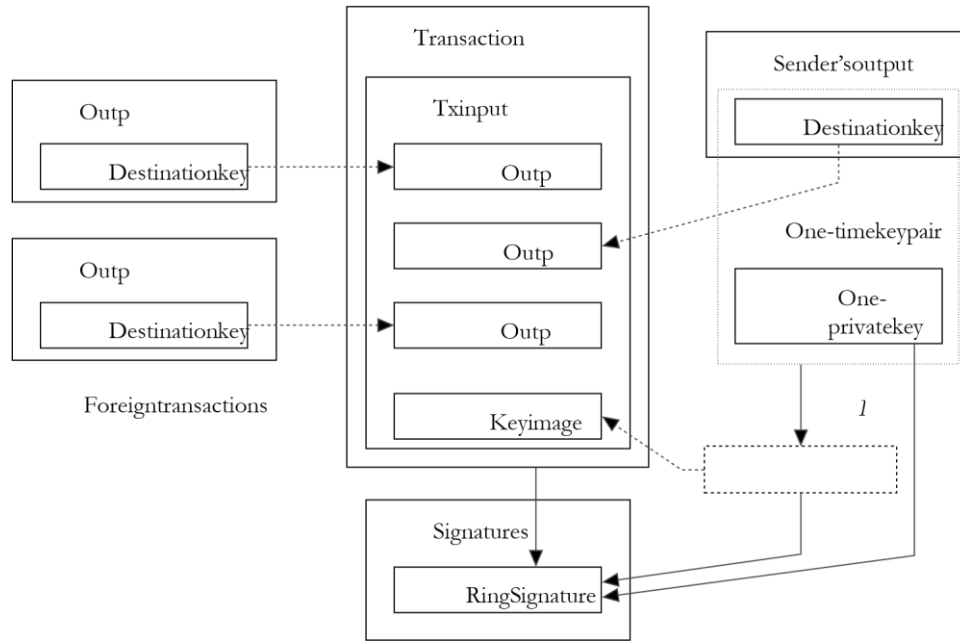 Transaction
Sender'soutput
Outp
Txinput
Destinationkey
Destinationkey
Outp
One-timekeypair
Outp
Outp
One-
privatekey
Destinationkey
Outp
Foreigntransactions
Keyimage
1
Signatures
RingSignature